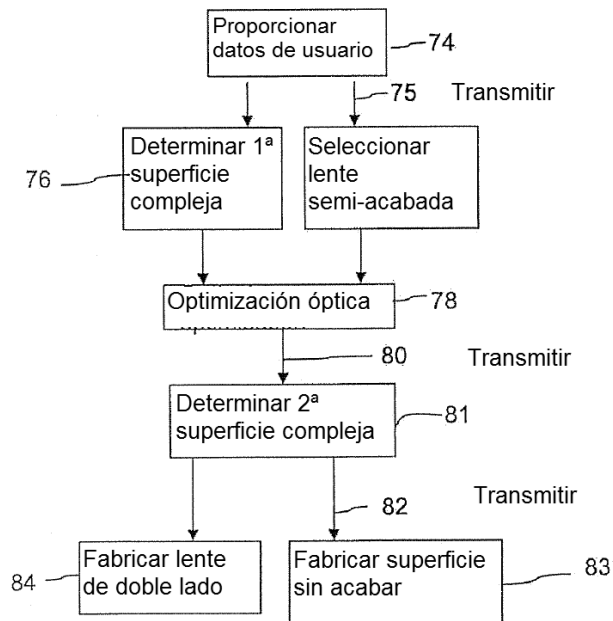 Proporcionar
datos de usuario
74
75
Transmitir
Determinar 1ª
superficie
compleja
76
Seleccionar
lente
semi-acabada
Optimización óptica
78
80
Transmitir
Determinar 2ª
superficie compleja
81
82
Transmitir
Fabricar lente
de doble lado
84
Fabricar superficie
sin acabar
83